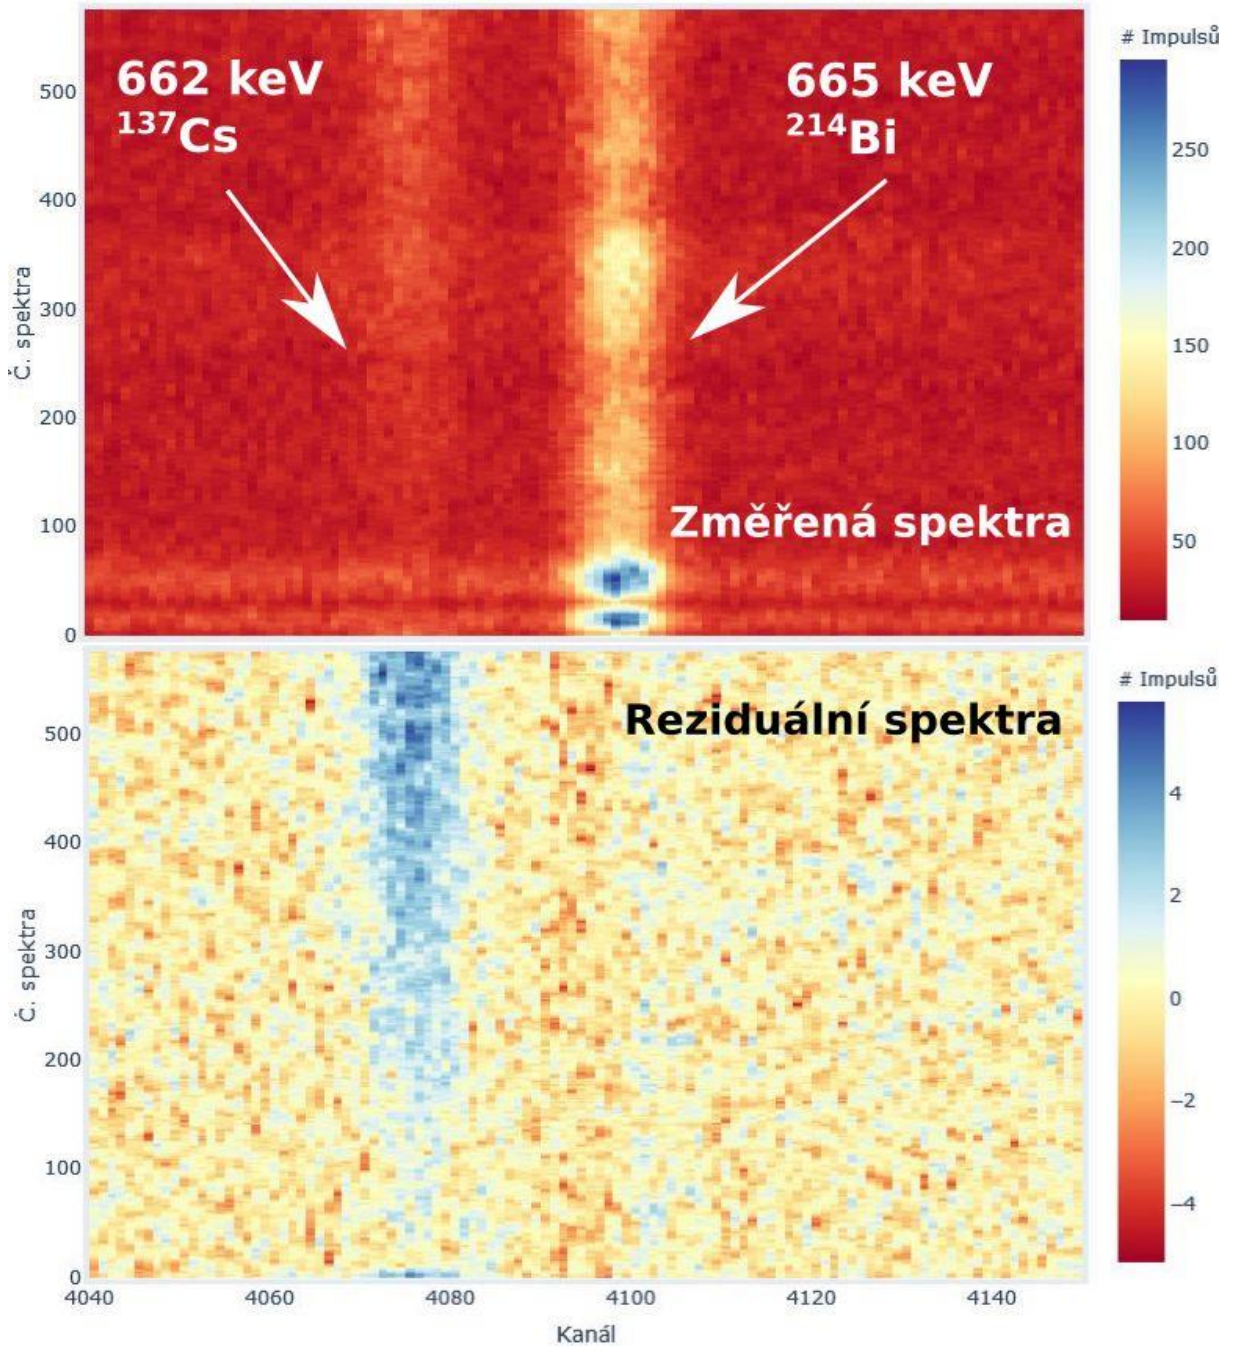 # Impulsů
662 keV
¹³⁷Cs
665 keV
²¹⁴Bi
Změřená spektra
500
400
300
200
100
0
Č. spektra
250
200
150
100
50
# Impulsů
Reziduální spektra
500
400
300
200
100
0
Č. spektra
4
2
0
−2
−4
4040 4060 4080 4100 4120 4140
Kanál